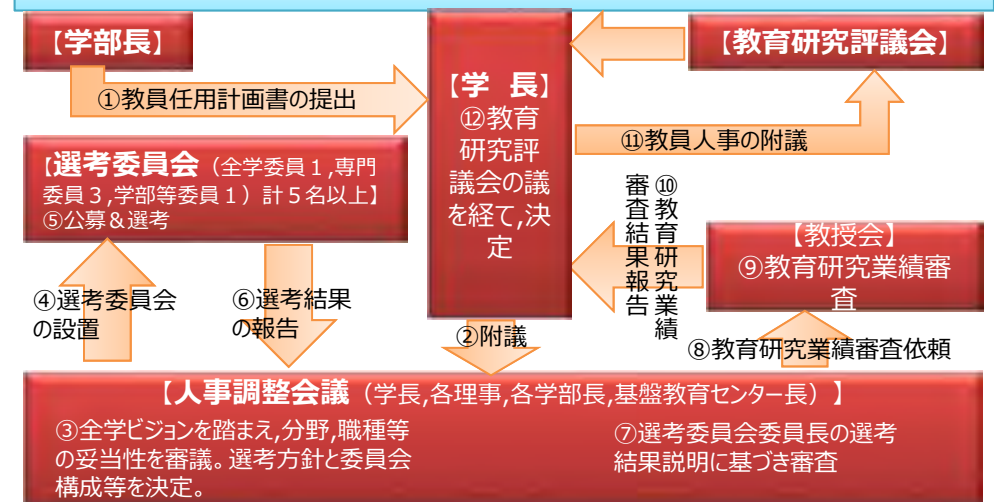 【学部長】
①教員任用計画書の提出
【学 長】
⑫教育
研究評
議会の議
を経て,決
定
【教育研究評議会】
⑪教員人事の附議
【選考委員会（全学委員１,専門
委員３,学部等委員１）計５名以上】
⑤公募＆選考
④選考委員会
の設置
⑥選考結果
の報告
②附議
⑩教育研究業績
審査結果報告
【教授会】
⑨教育研究業績審
査
⑧教育研究業績審査依頼
【人事調整会議（学長,各理事,各学部長,基盤教育センター長）】
③全学ビジョンを踏まえ,分野,職種等
の妥当性を審議。選考方針と委員会
構成等を決定。
⑦選考委員会委員長の選考
結果説明に基づき審査